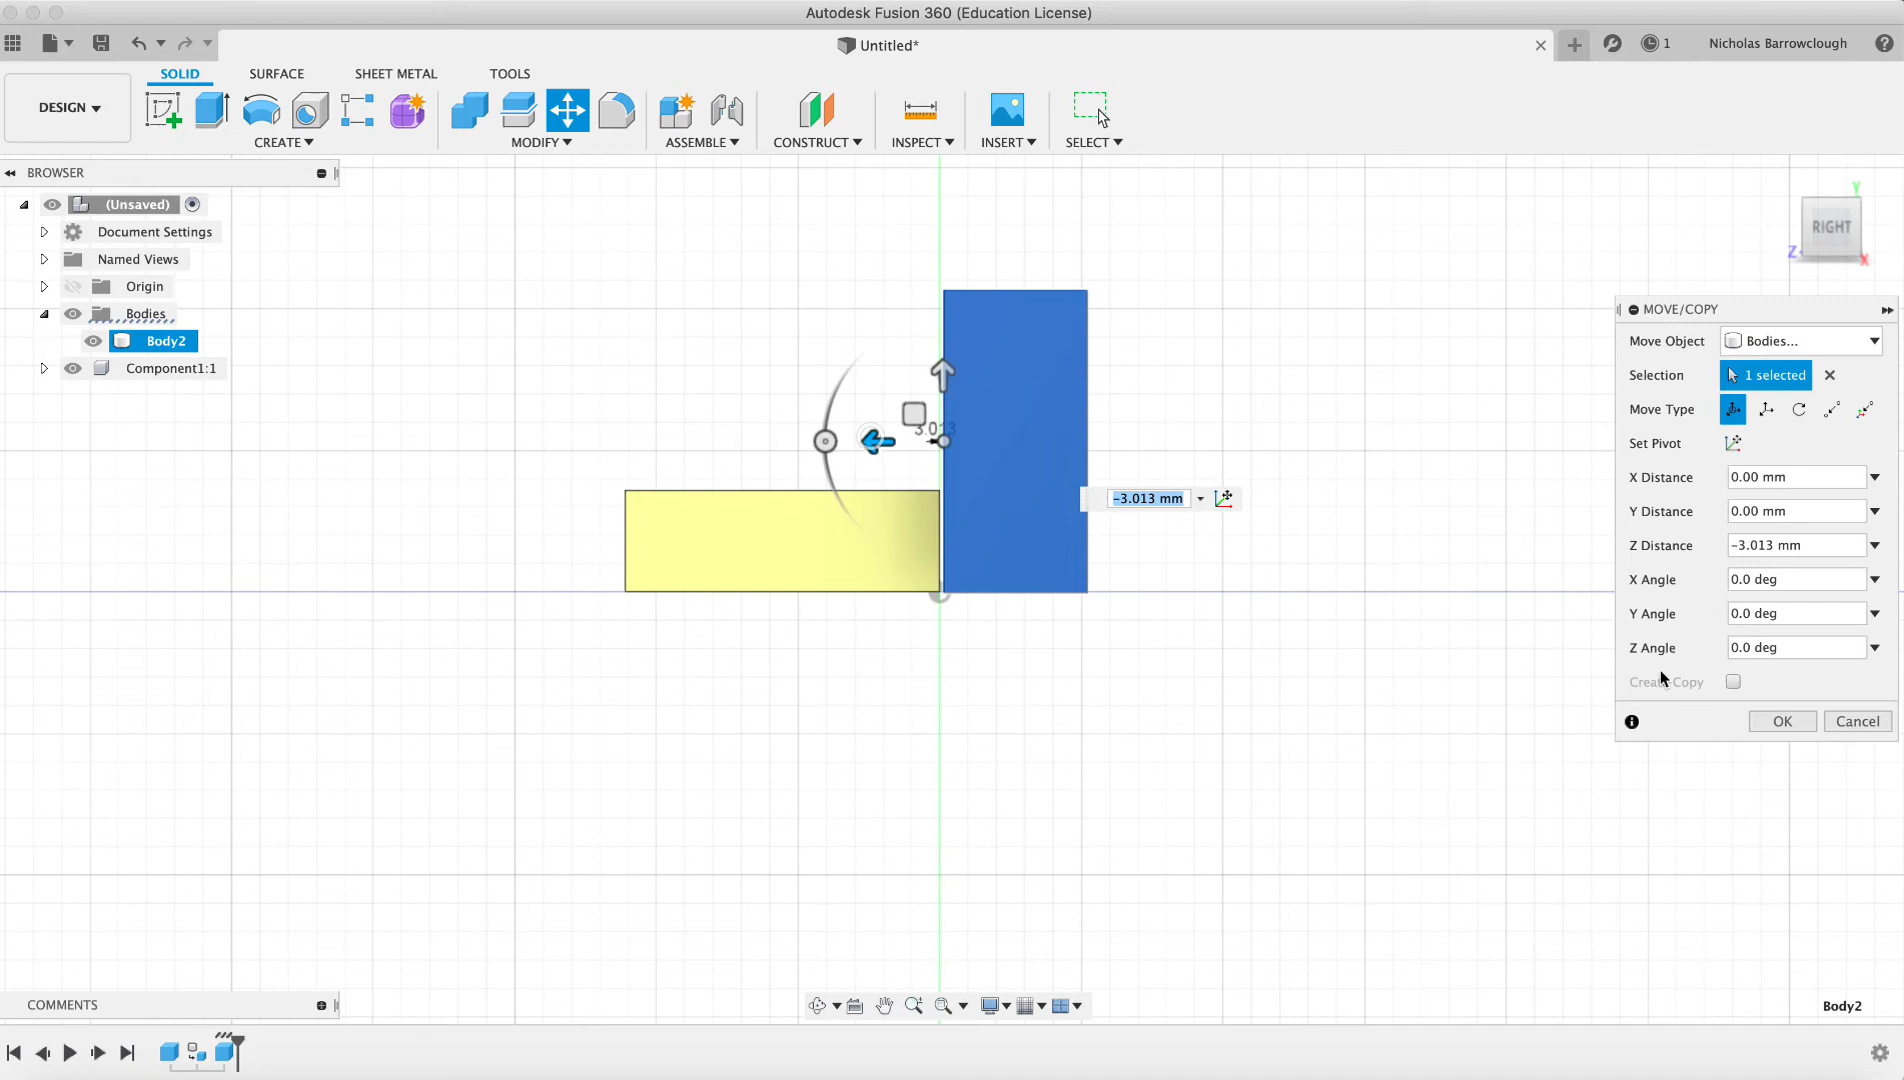 Autodesk Fusion 360 (Education License)
Untitled*
1
Nicholas Barrowclough
DESIGN
SOLID
SURFACE
SHEET METAL
TOOLS
CREATE
MODIFY
ASSEMBLE
CONSTRUCT
INSPECT
INSERT
SELECT
BROWSER
(Unsaved)
Document Settings
Named Views
Origin
Bodies
Body2
Component1:1
Y
RIGHT
Z
X
3.013
-3.013 mm
MOVE/COPY
Move Object
Bodies...
Selection
1 selected
Move Type
Set Pivot
X Distance
0.00 mm
Y Distance
0.00 mm
Z Distance
-3.013 mm
X Angle
0.0 deg
Y Angle
0.0 deg
Z Angle
0.0 deg
Create Copy
OK
Cancel
COMMENTS
Body2